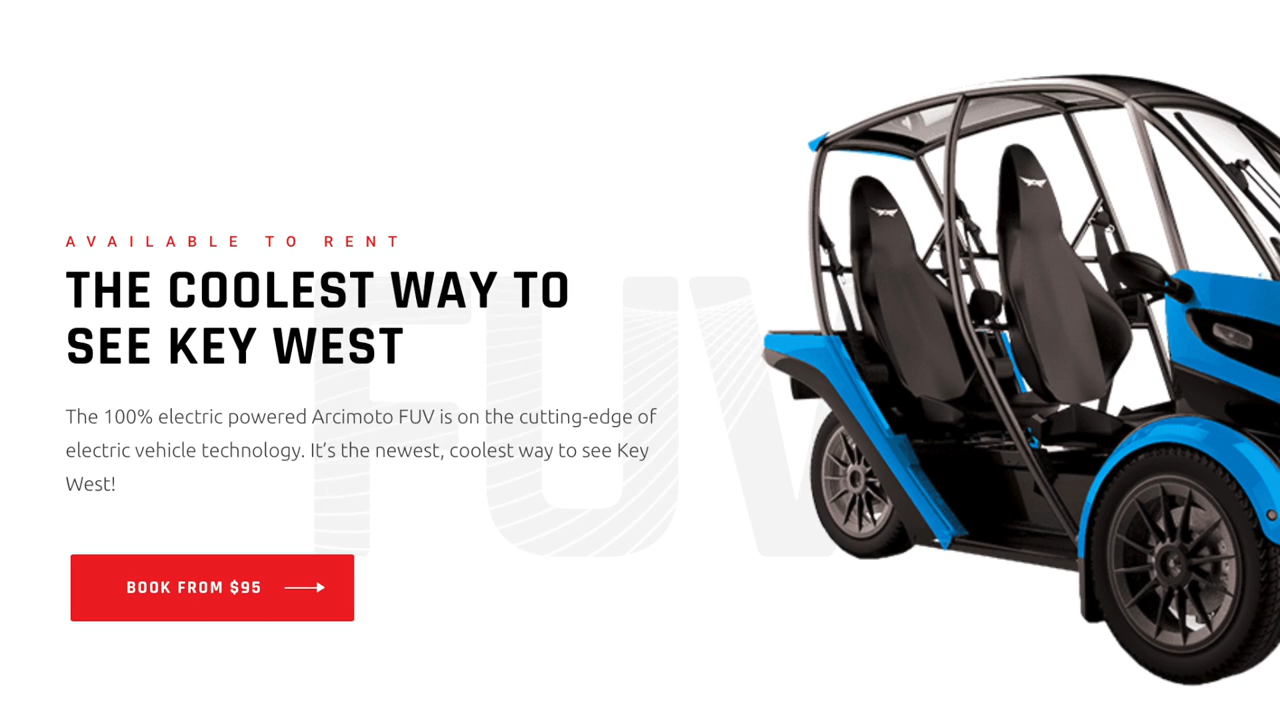 AVAILABLE TO RENT
THE COOLEST WAY TO
SEE KEY WEST
FUV
The 100% electric powered Arcimoto FUV is on the cutting-edge of
electric vehicle technology. It’s the newest, coolest way to see Key
West!
BOOK FROM $95